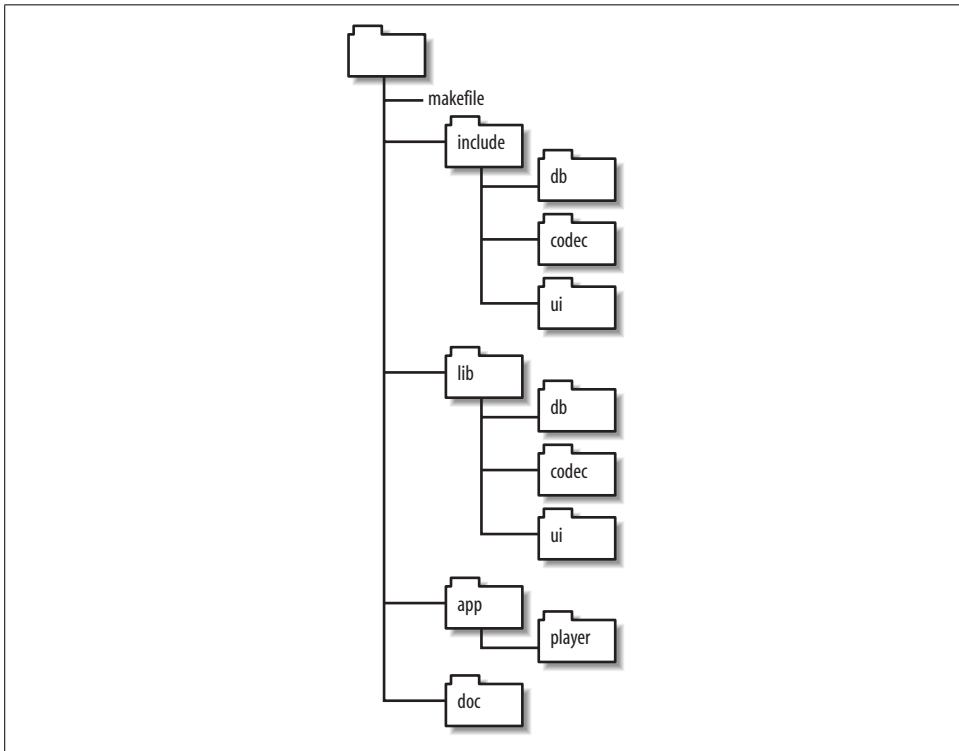 makefile
include
db
codec
ui
lib
db
codec
ui
app
player
doc